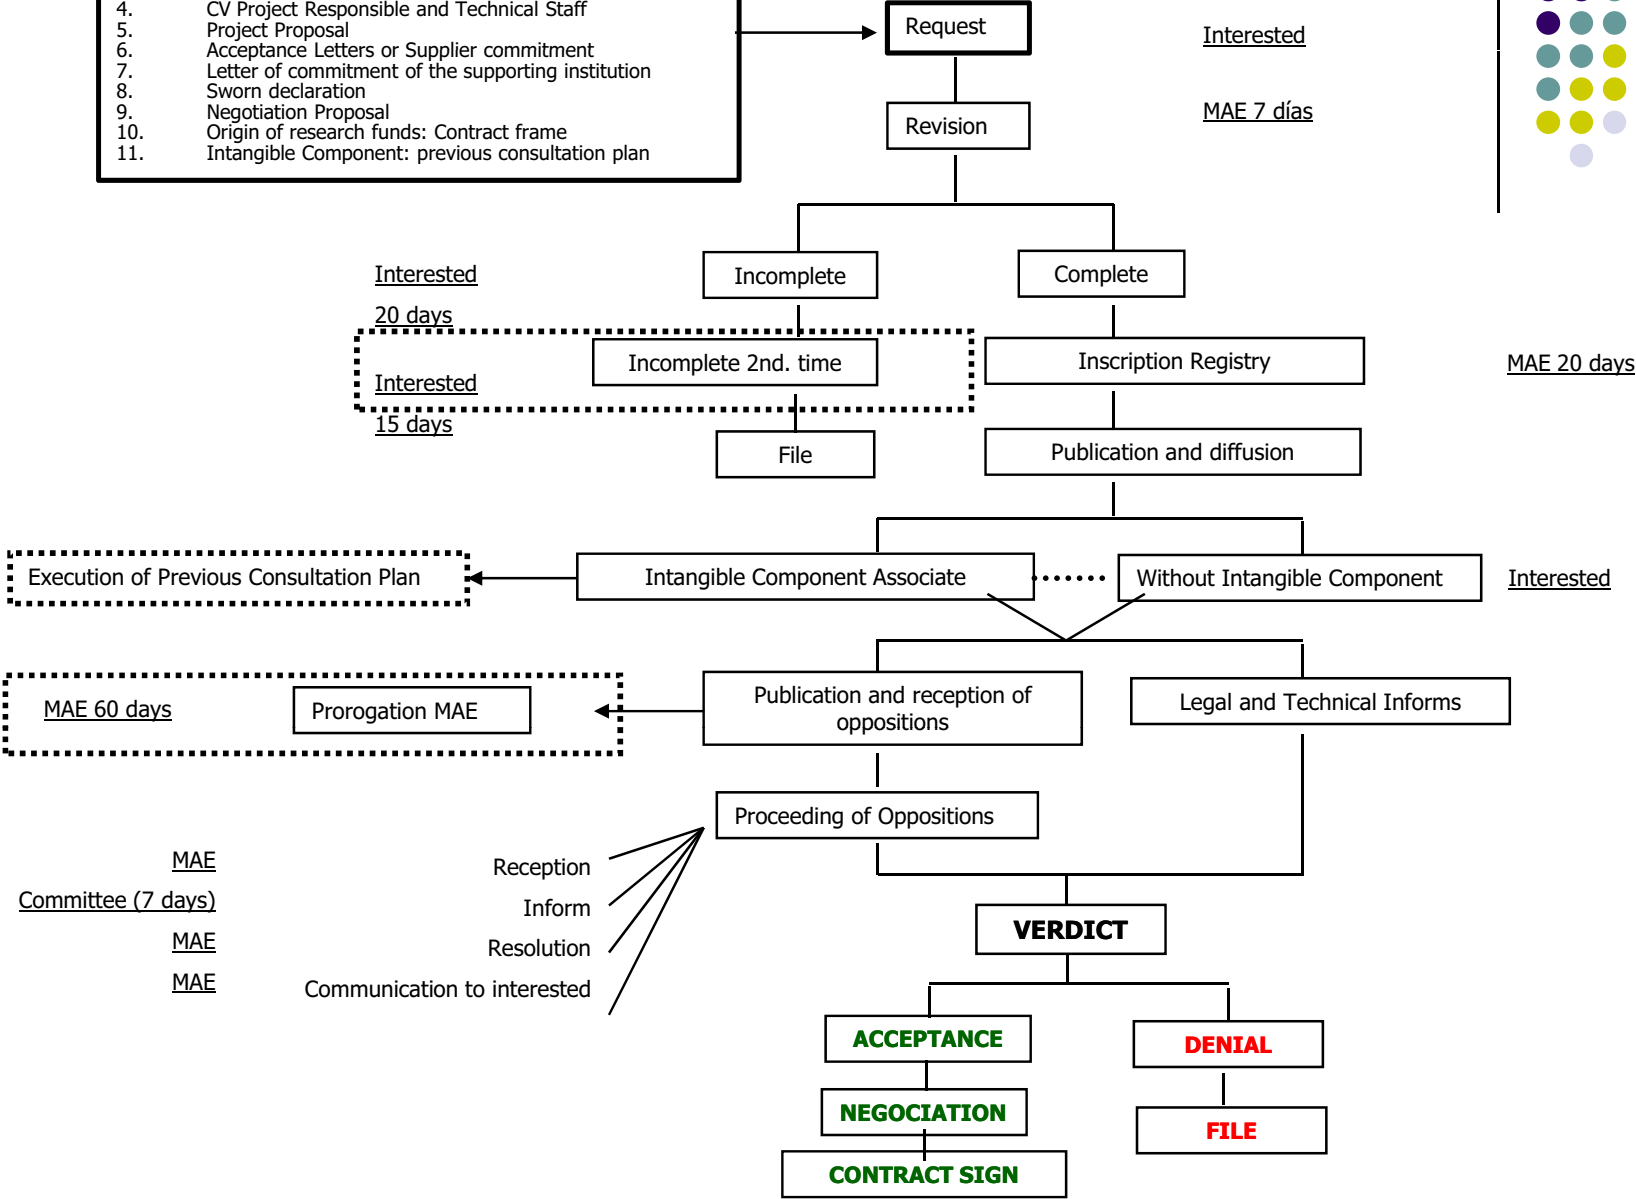 4. CV Project Responsible and Technical Staff
5. Project Proposal
6. Acceptance Letters or Supplier commitment
7. Letter of commitment of the supporting institution
8. Sworn declaration
9. Negotiation Proposal
10. Origin of research funds: Contract frame
11. Intangible Component: previous consultation plan
Request
Interested
Revision
MAE 7 días
Interested
20 days
Incomplete
Complete
Interested
15 days
Incomplete 2nd. time
Inscription Registry
MAE 20 days
File
Publication and diffusion
Execution of Previous Consultation Plan
Intangible Component Associate
Without Intangible Component
Interested
MAE 60 days
Prorogation MAE
Publication and reception of
oppositions
Legal and Technical Informs
Proceeding of Oppositions
MAE
Reception
Committee (7 days)
Inform
MAE
Resolution
MAE
Communication to interested
VERDICT
ACCEPTANCE
DENIAL
NEGOCIATION
FILE
CONTRACT SIGN